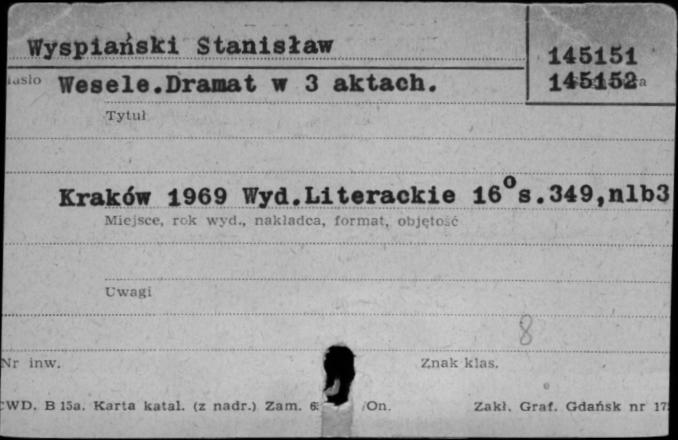 Wyspiański Stanisław
145151
Wesele.Dramat w 3 aktach.
145152
Tytuł
Kraków 1969 Wyd.Literackie 16° s.349,nlb3
Miejsce, rok wyd., nakładca, format, objętość
Uwagi
8
Nr inw.
Znak klas.
CWD. B 15a. Karta katal. (z nadr.) Zam.
/On.
Zakł. Graf. Gdańsk nr